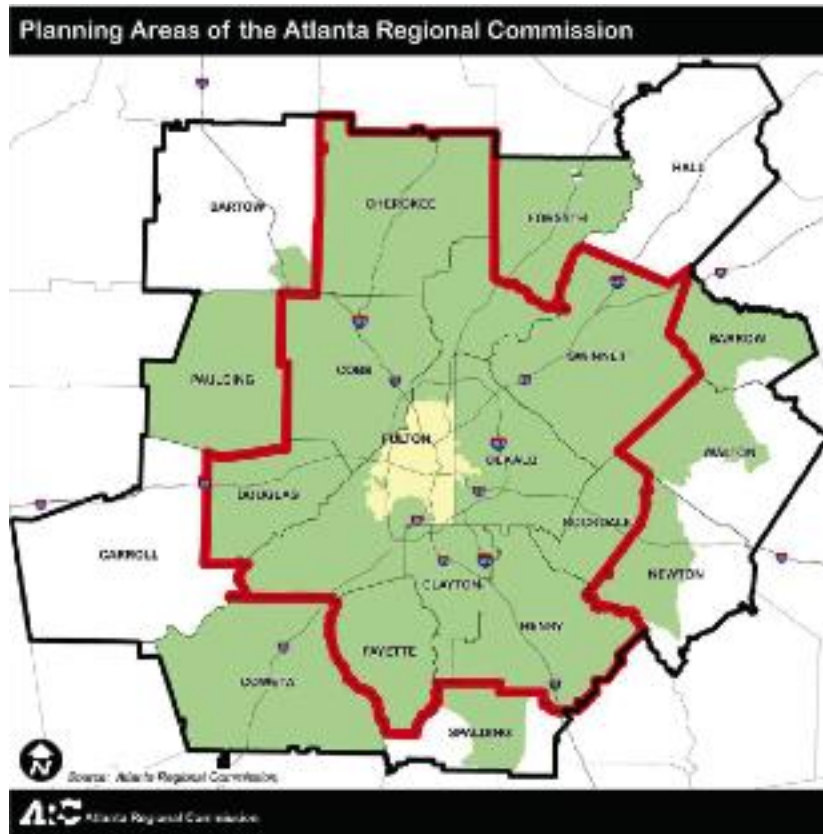 Planning Areas of the Atlanta Regional Commission
HALL
BARTOW
CHEROKEE
FORSYTH
BARROW
GWINNETT
PAULDING
COBB
FULTON
DEKALB
WALTON
DOUGLAS
ROCKDALE
CARROLL
NEWTON
CLAYTON
HENRY
FAYETTE
COWETA
SPALDING
N
Source: Atlanta Regional Commission
ARC Atlanta Regional Commission